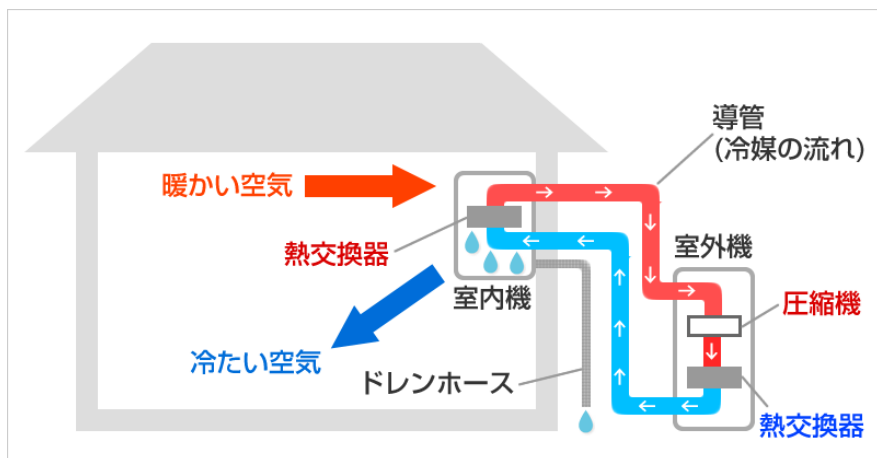 導管
(冷媒の流れ)
暖かい空気
熱交換器
室外機
室内機
圧縮機
冷たい空気
ドレンホース
熱交換器